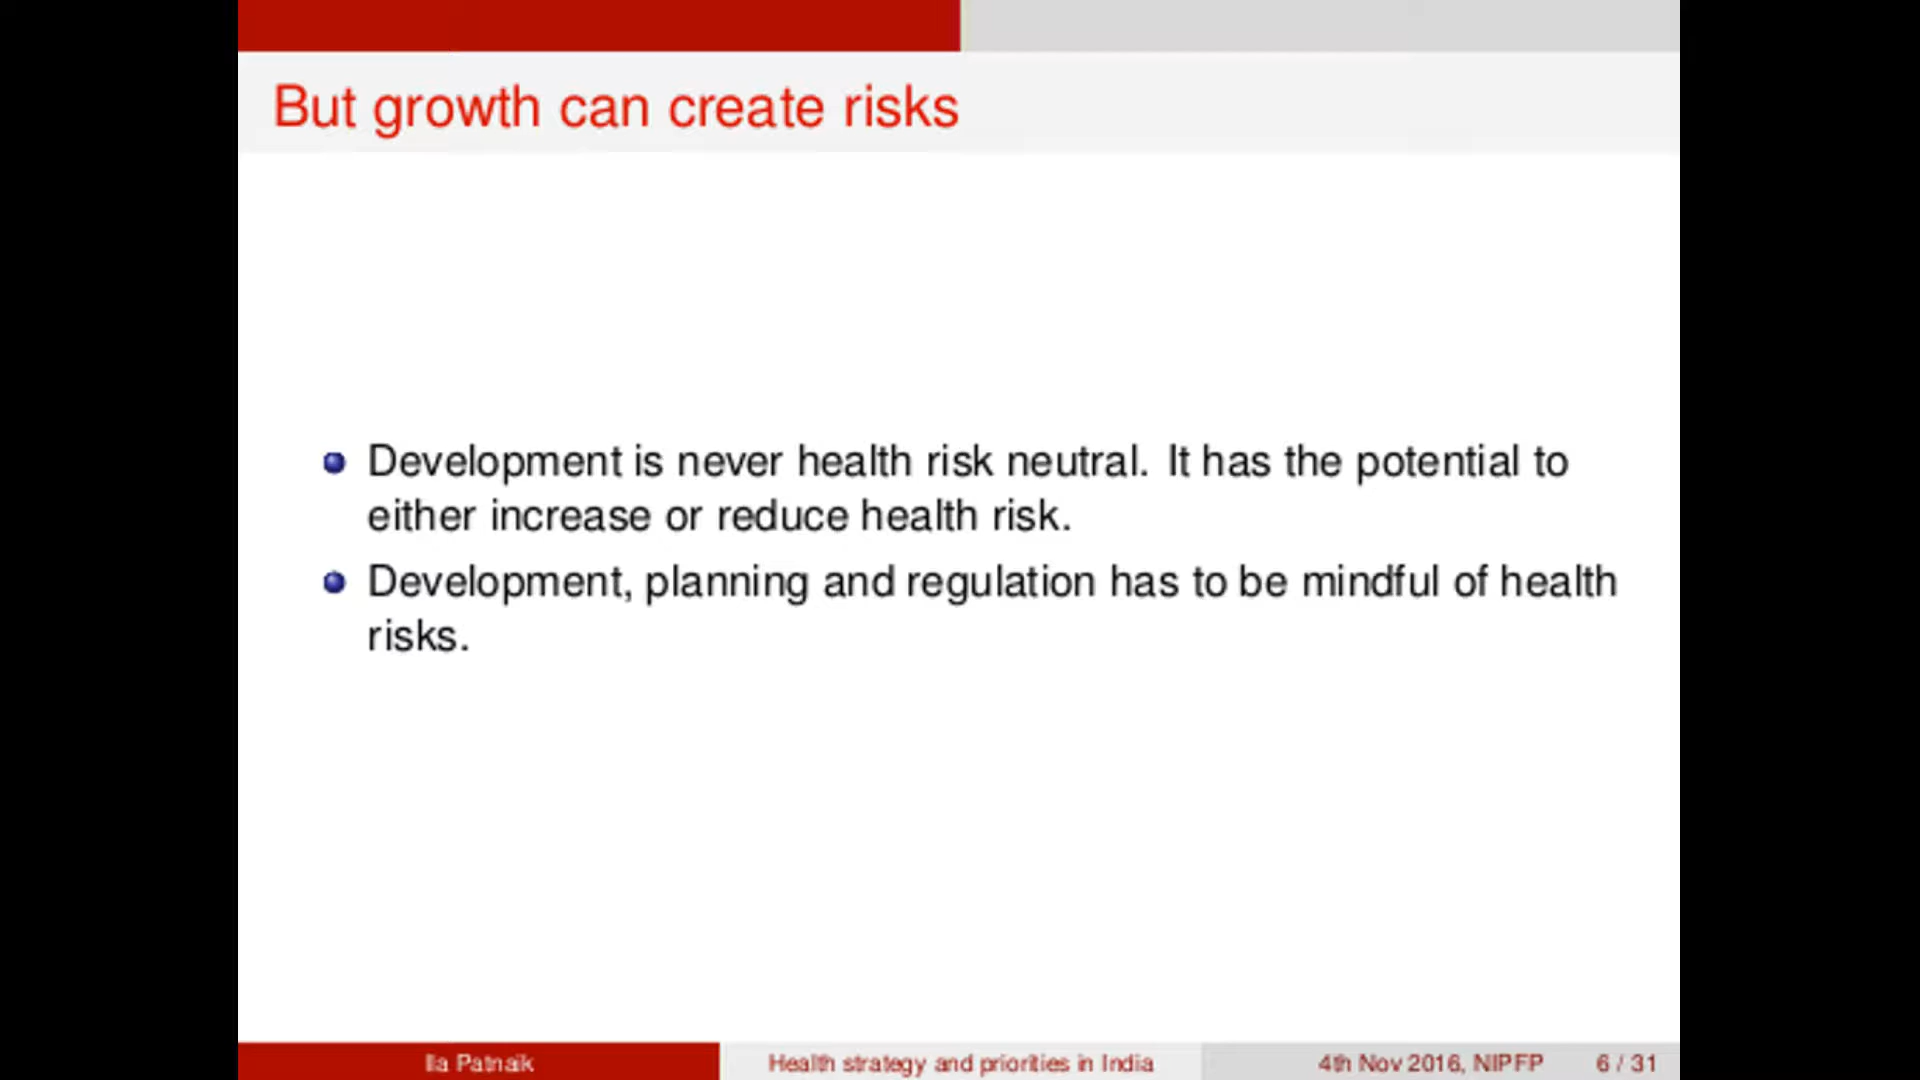 But growth can create risks
Development is never health risk neutral. It has the potential to
either increase or reduce health risk.
Development, planning and regulation has to be mindful of health
risks.
Ila Patnaik
Health strategy and priorities in India
4th Nov 2016, NIPFP
6 / 31